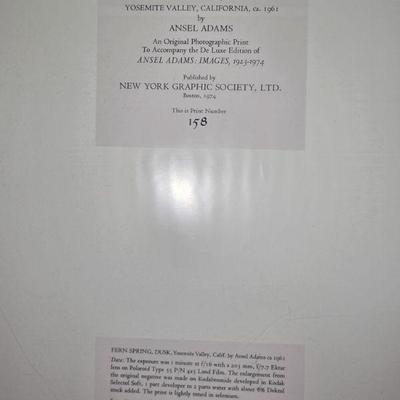 YOSEMITE VALLEY, CALIFORNIA, ca. 1961
by
ANSEL ADAMS
An Original Photographic Print
To Accompany the De Luxe Edition of
ANSEL ADAMS: IMAGES, 1923-1974
Published by
NEW YORK GRAPHIC SOCIETY, LTD.
Boston, 1974
This is Print Number
158
FERN SPRING, DUSK, Yosemite Valley, Calif. by Ansel Adams ca 1961
Data: The exposure was 1 minute at f/16 with a 203 mm, f/7.7 Ektar
lens on Polaroid Type 55 P/N 4x5 Land Film. The enlargement from
the original negative was made on Kodabromide developed in Kodak
Selectol Soft, 1 part developer to 2 parts water with about 6% Dektol
stock added. The print is lightly toned in selenium.